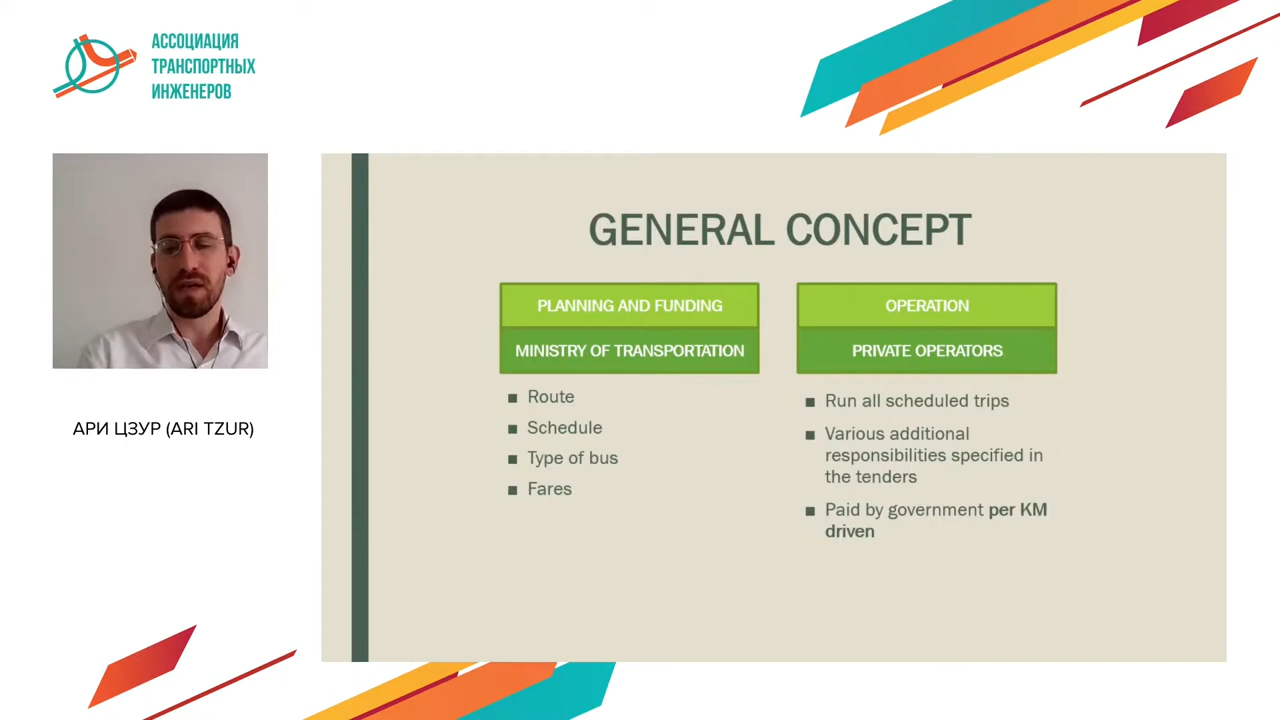 АССОЦИАЦИЯ
ТРАНСПОРТНЫХ
ИНЖЕНЕРОВ
АРИ ЦЗУР (ARI TZUR)
GENERAL CONCEPT
PLANNING AND FUNDING
MINISTRY OF TRANSPORTATION
■ Route
■ Schedule
■ Type of bus
■ Fares
OPERATION
PRIVATE OPERATORS
■ Run all scheduled trips
■ Various additional
responsibilities specified in
the tenders
■ Paid by government per KM
driven